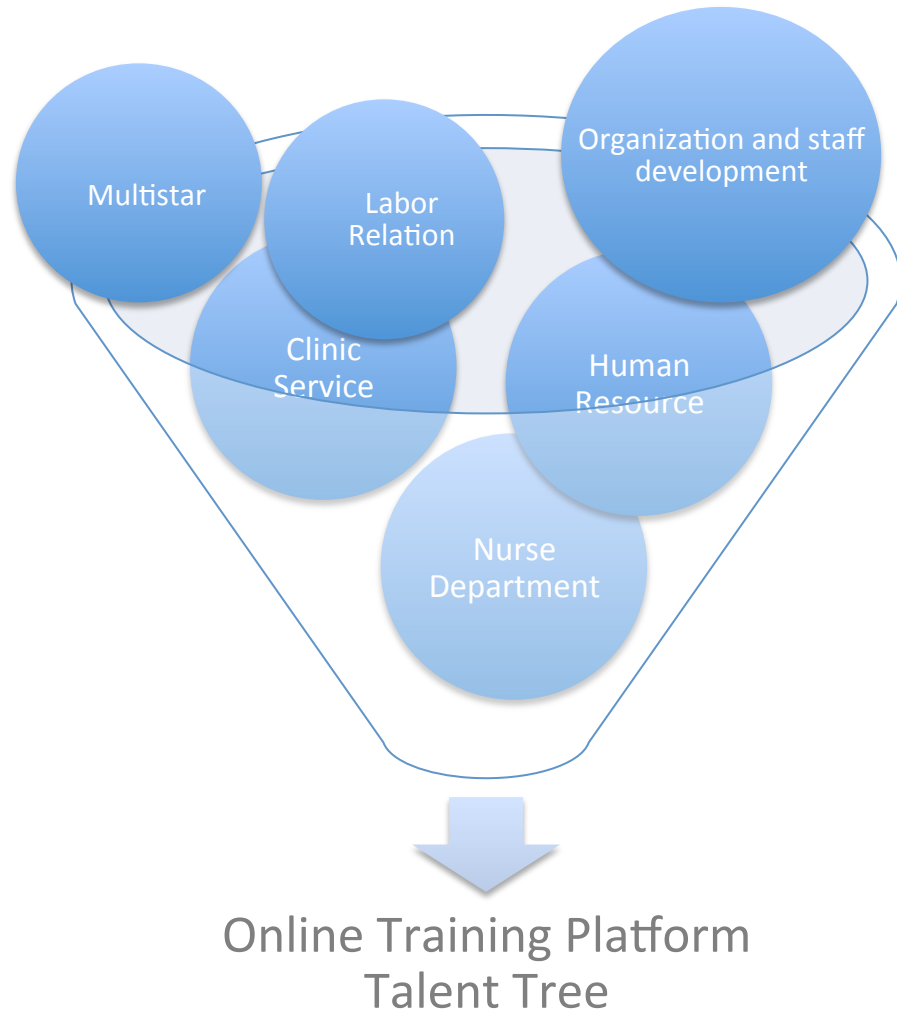 Organization and staff
development
Multistar
Labor
Relation
Clinic
Service
Human
Resource
Nurse
Department
Online Training Platform
Talent Tree